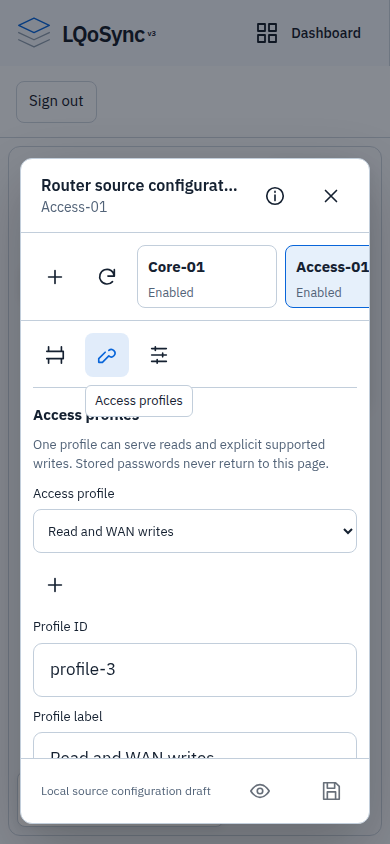 LQoSync v3
Dashboard
Sign out
Router source configurat...
Access-01
Core-01
Enabled
Access-01
Enabled
Access profiles
Access profiles
One profile can serve reads and explicit supported
writes. Stored passwords never return to this page.
Access profile
Read and WAN writes
Profile ID
profile-3
Profile label
Read and WAN writes
Local source configuration draft